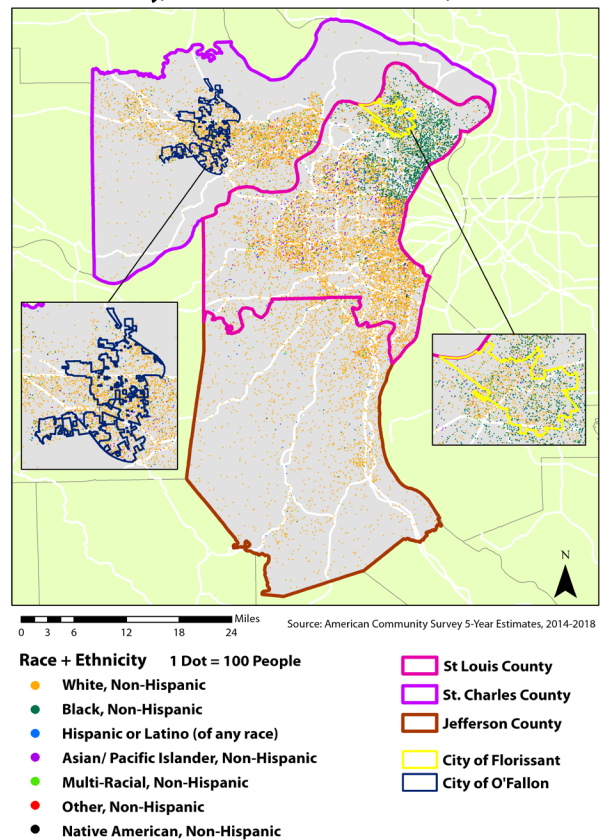 N
Miles
0 3 6 12 18 24
Source: American Community Survey 5-Year Estimates, 2014-2018
Race + Ethnicity 1 Dot = 100 People
White, Non-Hispanic
Black, Non-Hispanic
Hispanic or Latino (of any race)
Asian/ Pacific Islander, Non-Hispanic
Multi-Racial, Non-Hispanic
Other, Non-Hispanic
Native American, Non-Hispanic
St Louis County
St. Charles County
Jefferson County
City of Florissant
City of O'Fallon